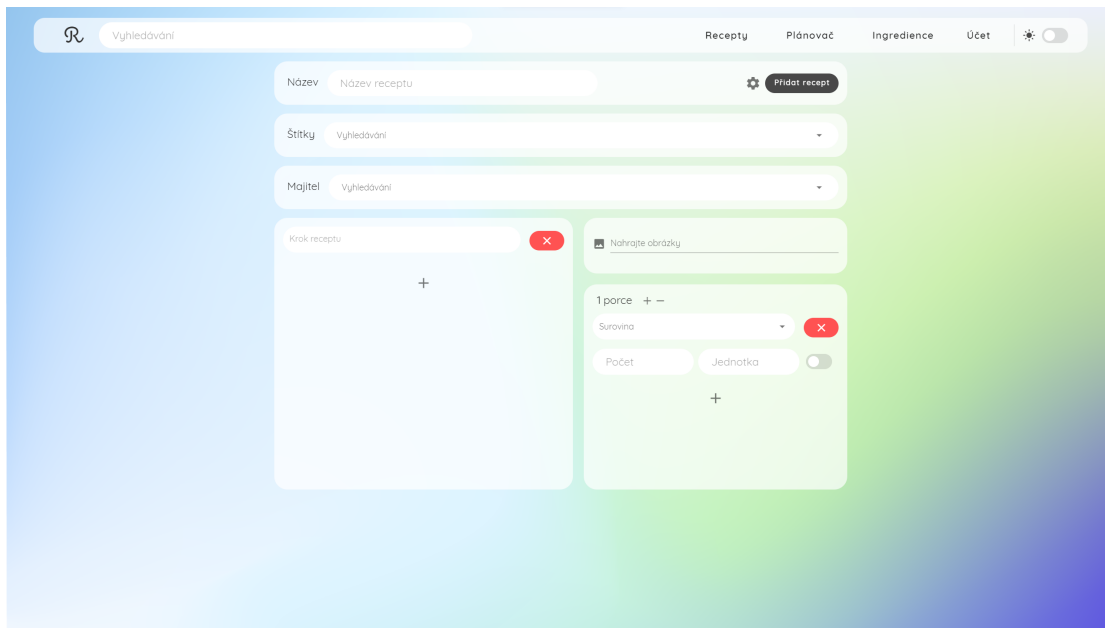 R Vyhledávání Recepty Plánovač Ingredience Účet
Název Název receptu Přidat recept
Štítky Vyhledávání
Majitel Vyhledávání
Krok receptu
Nahrajte obrázky
1 porce + −
Surovina
Počet Jednotka